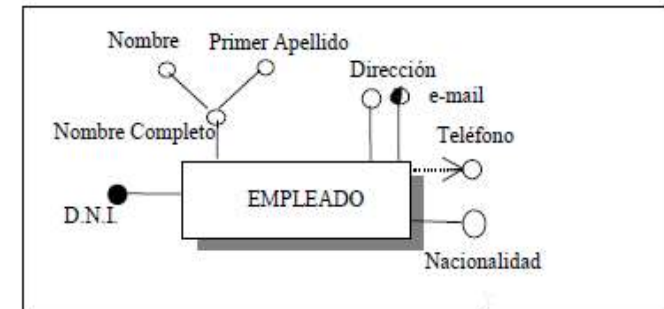 Nombre
Primer Apellido
Dirección
e-mail
Nombre Completo
Teléfono
D.N.I.
EMPLEADO
Nacionalidad